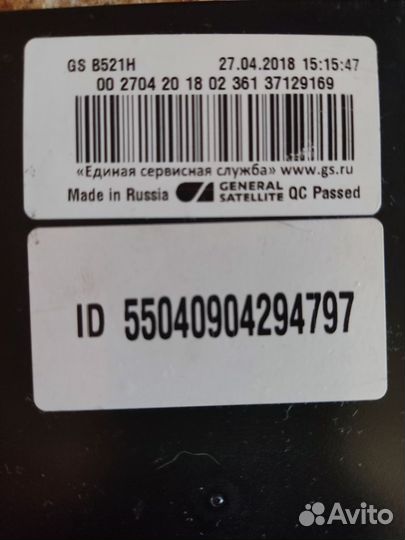 GS B521H 27.04.2018 15:15:47
00 2704 20 18 02 361 37129169
«Единая сервисная служба» www.gs.ru
Made in Russia GENERAL SATELLITE QC Passed
ID 55040904294797
Avito